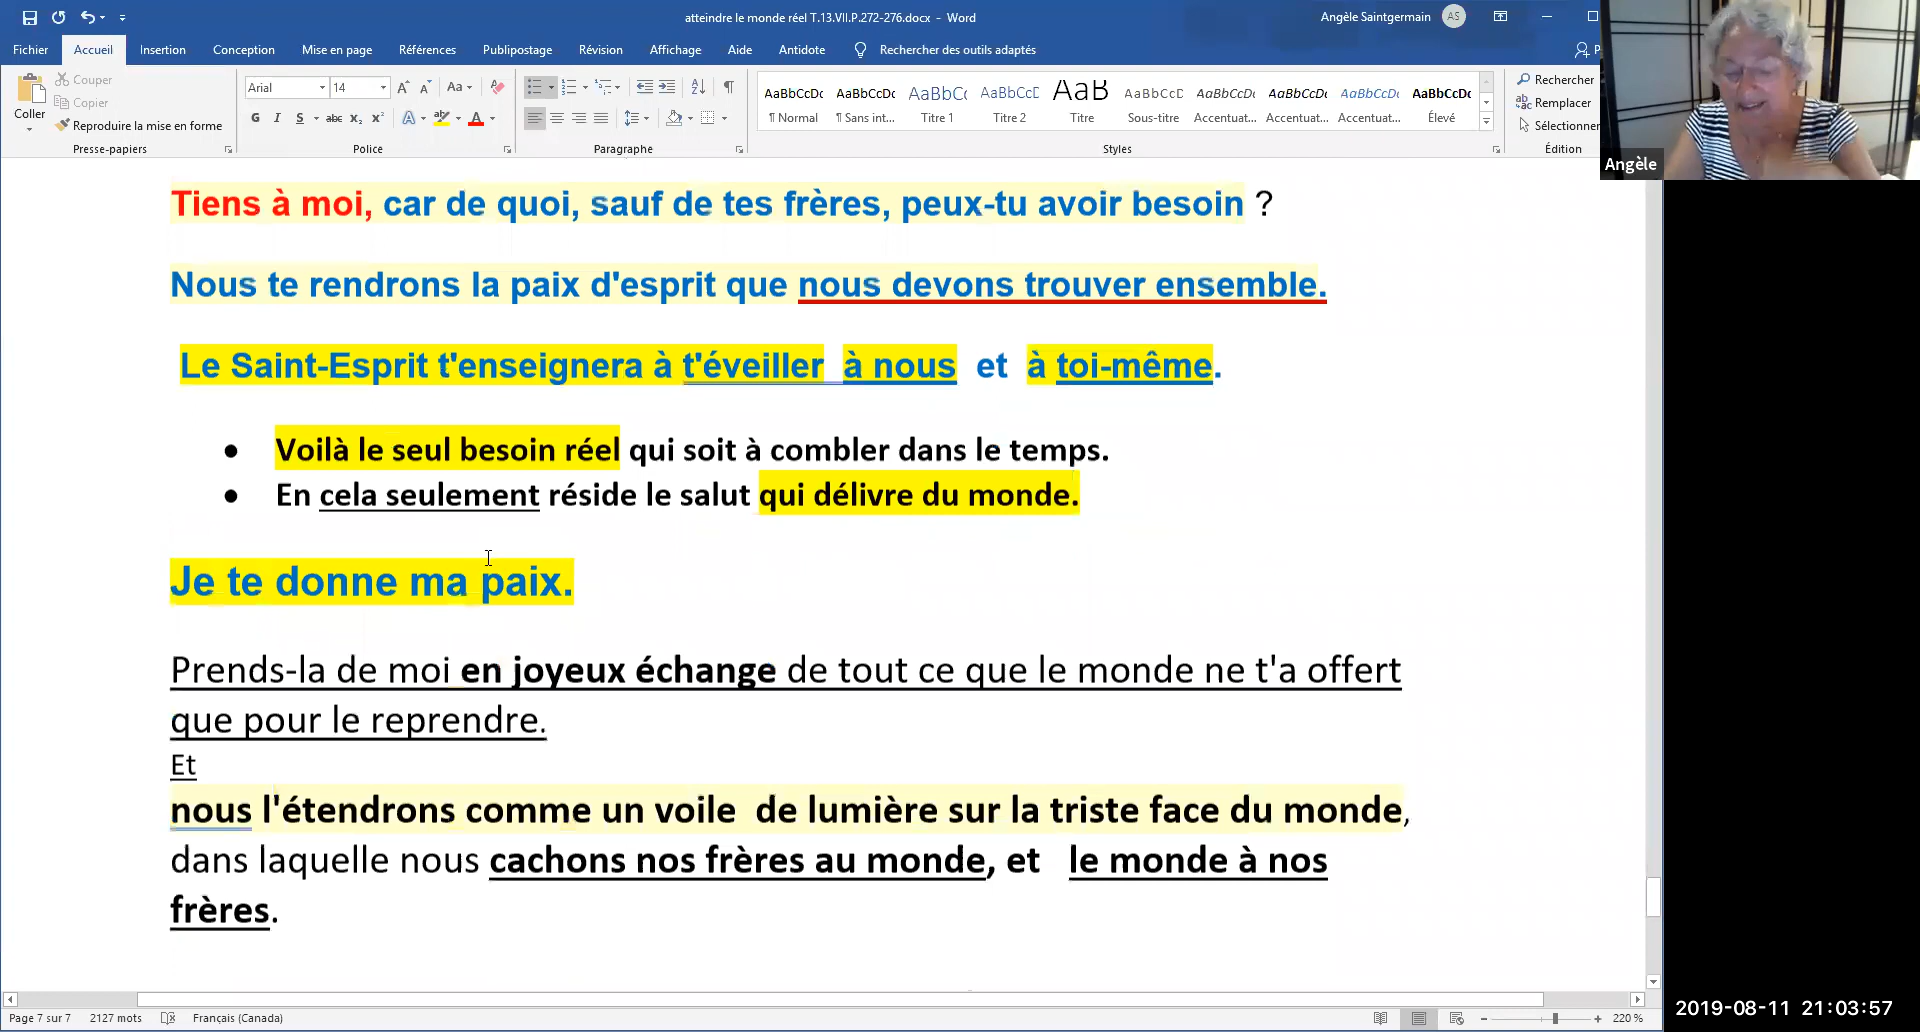 atteindre le monde réel T.13.VII.P.272-276.docx - Word
Angèle Saintgermain AS
Fichier Accueil Insertion Conception Mise en page Références Publipostage Révision Affichage Aide Antidote Rechercher des outils adaptés
Coller
Couper
Copier
Reproduire la mise en forme
Presse-papiers
Arial 14
G I S abc x₂ x²
Police
Paragraphe
AaBbCcDc AaBbCcDc AaBbCc AaBbCcC AaB AaBbCcD AaBbCcDc AaBbCcDc AaBbCcDc AaBbCcDc
¶ Normal ¶ Sans int... Titre 1 Titre 2 Titre Sous-titre Accentuat... Accentuat... Accentuat... Élevé
Styles
Rechercher
Remplacer
Sélectionner
Édition
Angèle
Tiens à moi, car de quoi, sauf de tes frères, peux-tu avoir besoin ?
Nous te rendrons la paix d'esprit que nous devons trouver ensemble.
Le Saint-Esprit t'enseignera à t'éveiller à nous et à toi-même.
• Voilà le seul besoin réel qui soit à combler dans le temps.
• En cela seulement réside le salut qui délivre du monde.
Je te donne ma paix.
Prends-la de moi en joyeux échange de tout ce que le monde ne t'a offert
que pour le reprendre.
Et
nous l'étendrons comme un voile de lumière sur la triste face du monde,
dans laquelle nous cachons nos frères au monde, et le monde à nos
frères.
Page 7 sur 7 2127 mots Français (Canada) 220 %
2019-08-11 21:03:57